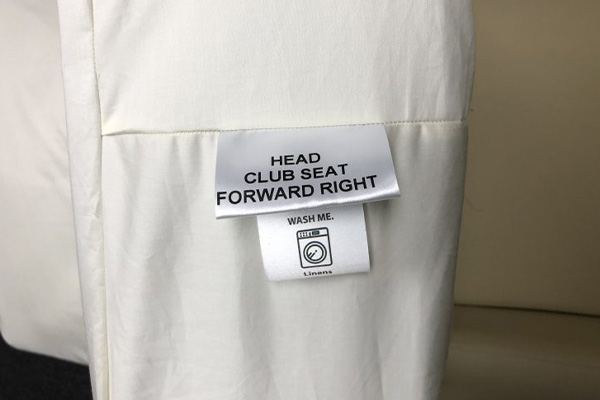 HEAD
CLUB SEAT
FORWARD RIGHT
WASH ME.
Linens